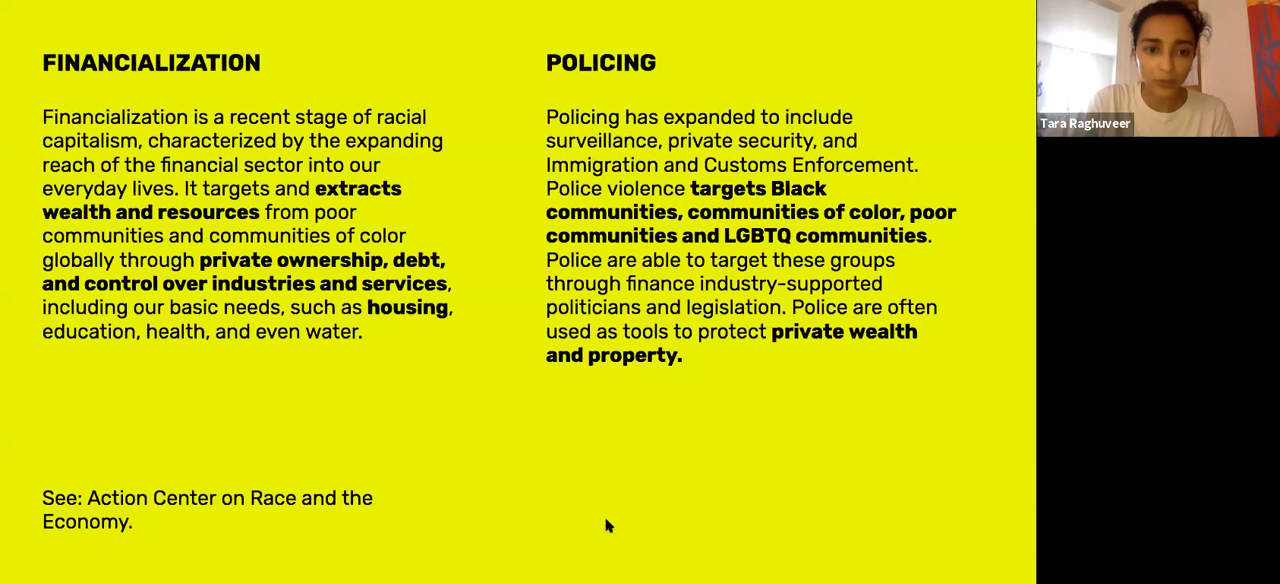 FINANCIALIZATION
Financialization is a recent stage of racial
capitalism, characterized by the expanding
reach of the financial sector into our
everyday lives. It targets and extracts
wealth and resources from poor
communities and communities of color
globally through private ownership, debt,
and control over industries and services,
including our basic needs, such as housing,
education, health, and even water.
See: Action Center on Race and the
Economy.
POLICING
Policing has expanded to include
surveillance, private security, and
Immigration and Customs Enforcement.
Police violence targets Black
communities, communities of color, poor
communities and LGBTQ communities.
Police are able to target these groups
through finance industry-supported
politicians and legislation. Police are often
used as tools to protect private wealth
and property.
Tara Raghuveer